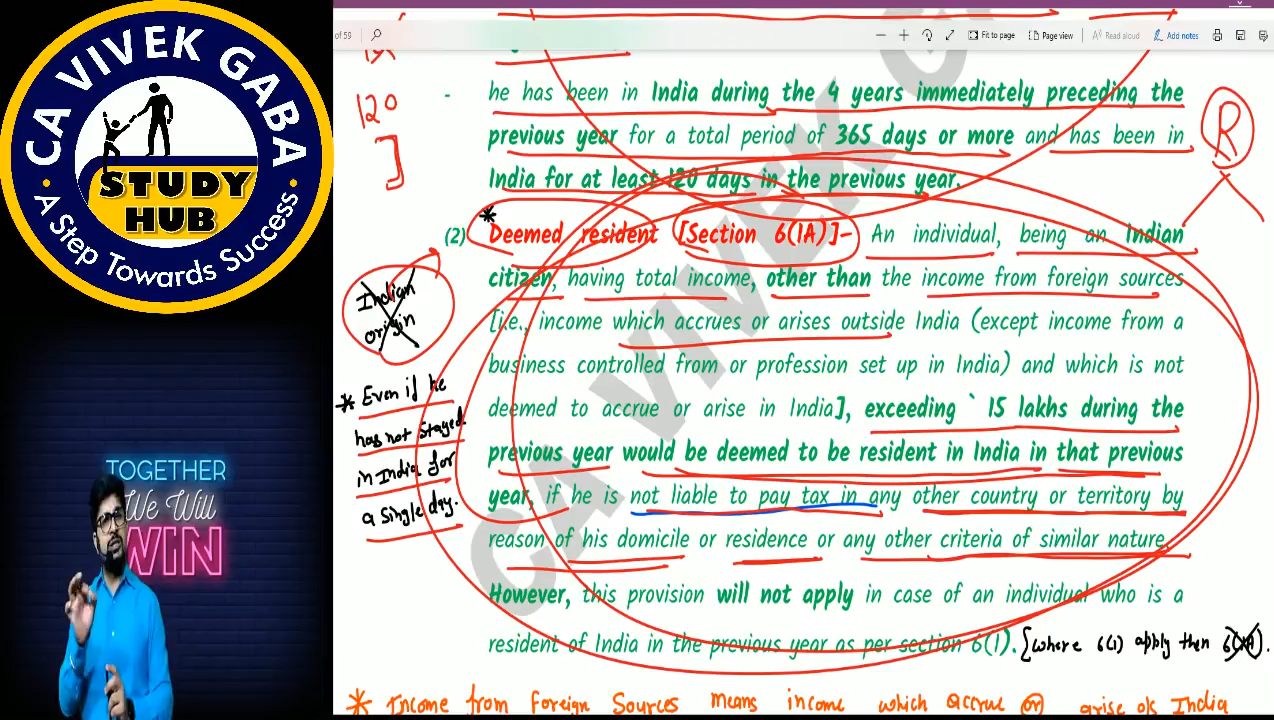 CA VIVEK GABA
STUDY
HUB
A Step Towards Success
TOGETHER
We Will
WIN
of 59
Fit to page
Page view
Read aloud
Add notes
120
]
- he has been in India during the 4 years immediately preceding the
previous year for a total period of 365 days or more and has been in
India for at least 120 days in the previous year.
R
(2) *Deemed resident [Section 6(1A)]- An individual, being an Indian
citizen, having total income, other than the income from foreign sources
[i.e., income which accrues or arises outside India (except income from a
business controlled from or profession set up in India) and which is not
deemed to accrue or arise in India], exceeding ` 15 lakhs during the
previous year would be deemed to be resident in India in that previous
year, if he is not liable to pay tax in any other country or territory by
reason of his domicile or residence or any other criteria of similar nature.
However, this provision will not apply in case of an individual who is a
resident of India in the previous year as per section 6(1). [where 6(1) apply then 6(1A)].
Indian
origin
* Even if he
has not stayed
in India for
a single day.
* Income from Foreign Sources means income which accrue or arise o/s India
CA VIVEK G